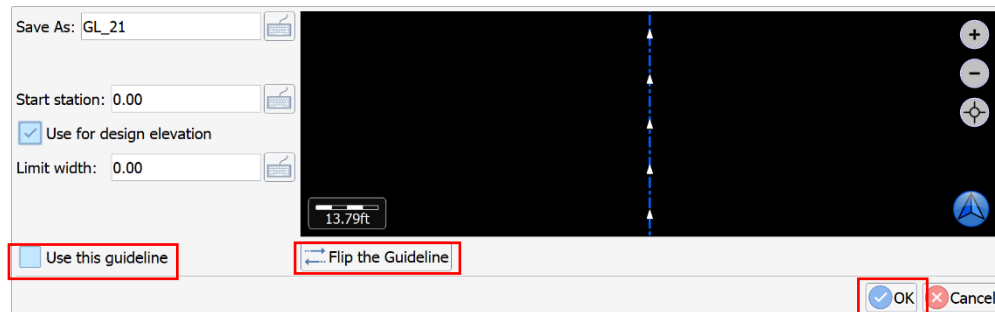 Save As: GL_21
Start station: 0.00
Use for design elevation
Limit width: 0.00
13.79ft
Use this guideline
Flip the Guideline
OK
Cancel